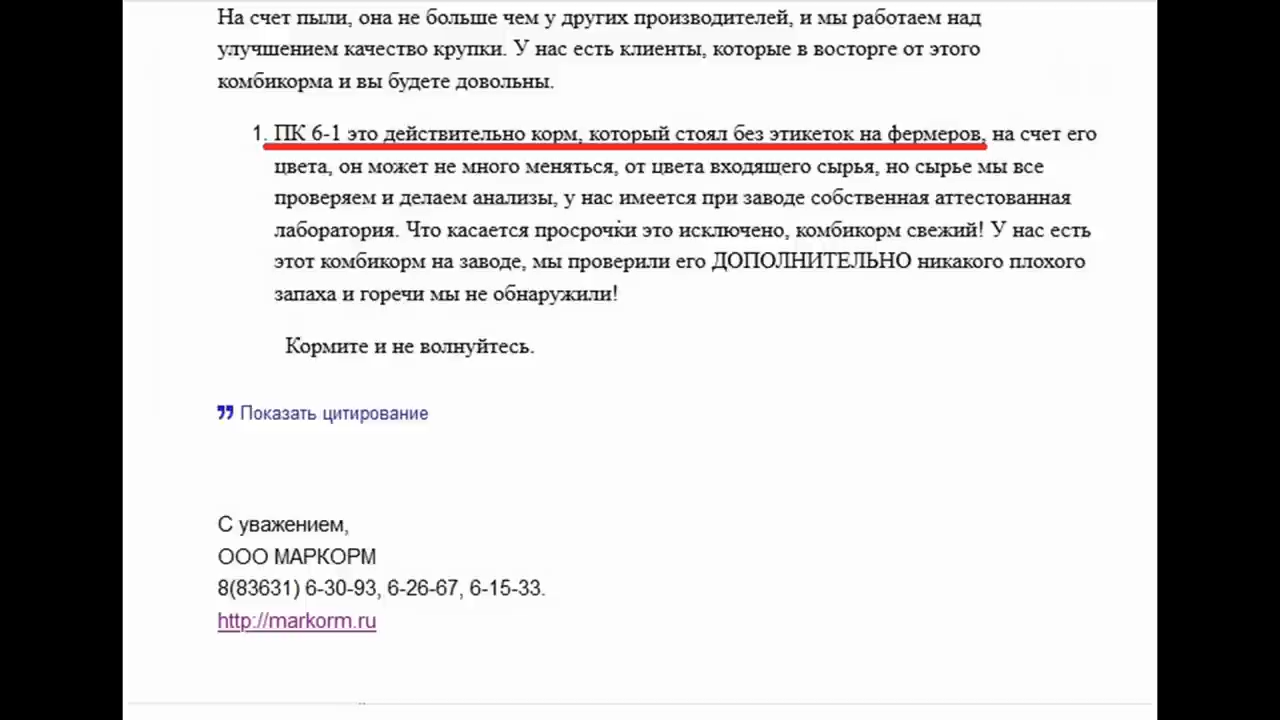 На счет пыли, она не больше чем у других производителей, и мы работаем над
улучшением качество крупки. У нас есть клиенты, которые в восторге от этого
комбикорма и вы будете довольны.
1. ПК 6-1 это действительно корм, который стоял без этикеток на фермеров, на счет его
цвета, он может не много меняться, от цвета входящего сырья, но сырье мы все
проверяем и делаем анализы, у нас имеется при заводе собственная аттестованная
лаборатория. Что касается просрочки это исключено, комбикорм свежий! У нас есть
этот комбикорм на заводе, мы проверили его ДОПОЛНИТЕЛЬНО никакого плохого
запаха и горечи мы не обнаружили!
Кормите и не волнуйтесь.
Показать цитирование
С уважением,
ООО МАРКОРМ
8(83631) 6-30-93, 6-26-67, 6-15-33.
http://markorm.ru